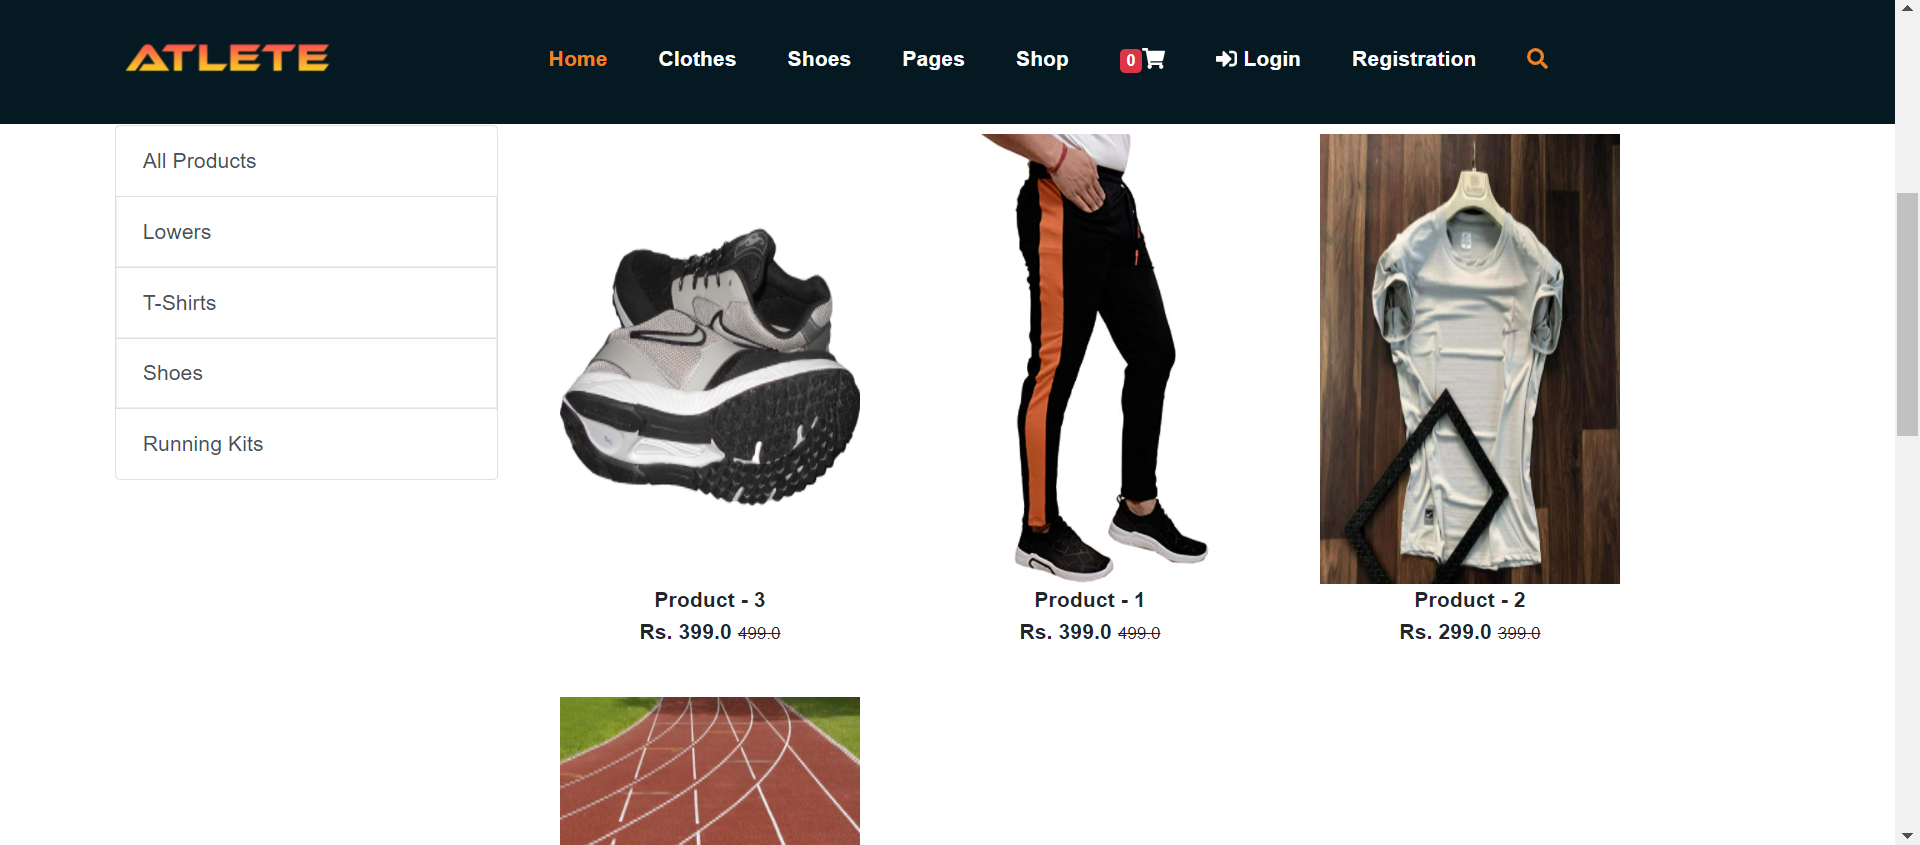 ATLETE
Home Clothes Shoes Pages Shop 0 Login Registration
All Products
Lowers
T-Shirts
Shoes
Running Kits
Product - 3
Rs. 399.0 499.0
Product - 1
Rs. 399.0 499.0
Product - 2
Rs. 299.0 399.0